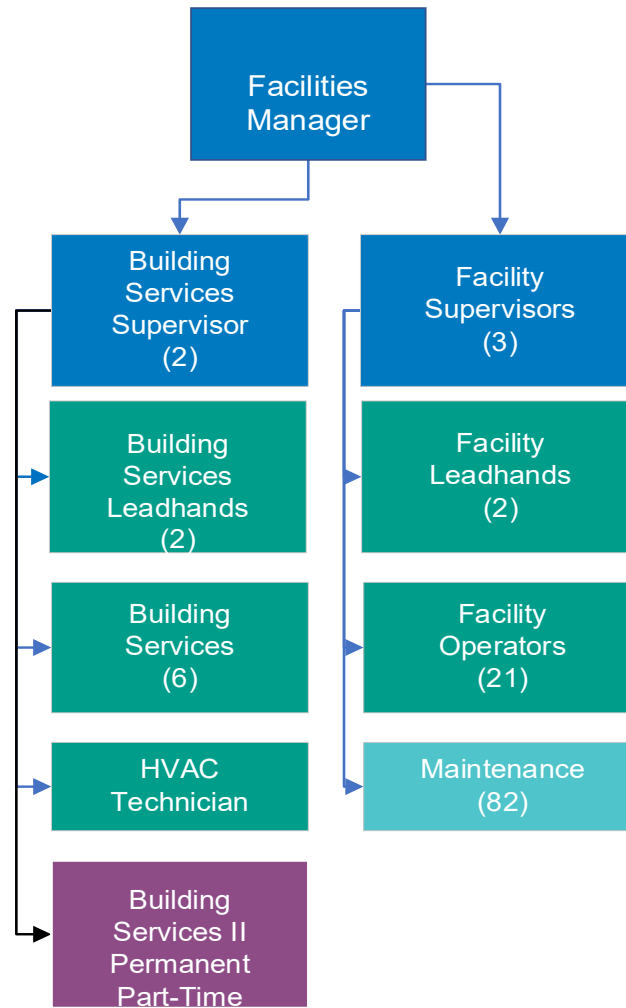 Facilities
Manager
Building
Services
Supervisor
(2)
Facility
Supervisors
(3)
Building
Services
Leadhands
(2)
Facility
Leadhands
(2)
Building
Services
(6)
Facility
Operators
(21)
HVAC
Technician
Maintenance
(82)
Building
Services II
Permanent
Part-Time